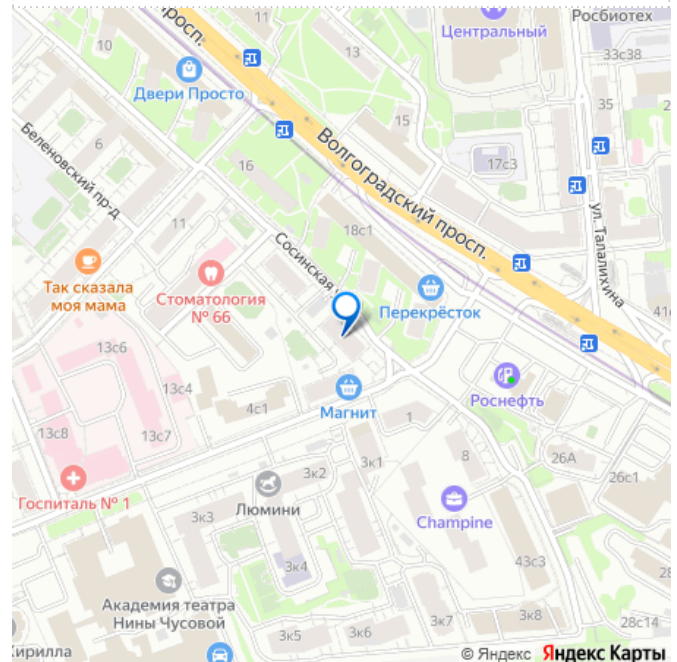 просп.
Росбиотех
Центральный
11
33с38
10
13
Двери Просто
35
15
Беленовский пр-д
6
Волгоградский просп.
17с3
16
ул. Талалихина
11
18с1
Сосинская у
Так сказала
моя мама
Стоматология
№ 66
Перекрёсток
41
13с6
Роснефть
13с4
4с1
Магнит
1
13с8
13с7
3к1
8
26А
3к2
26с1
Госпиталь № 1
Люмини
3к3
Champine
3к4
43с3
28
Академия театра
Нины Чусовой
3к7
3к8
28с14
3к5
3к6
Кирилла
© Яндекс Яндекс Карты